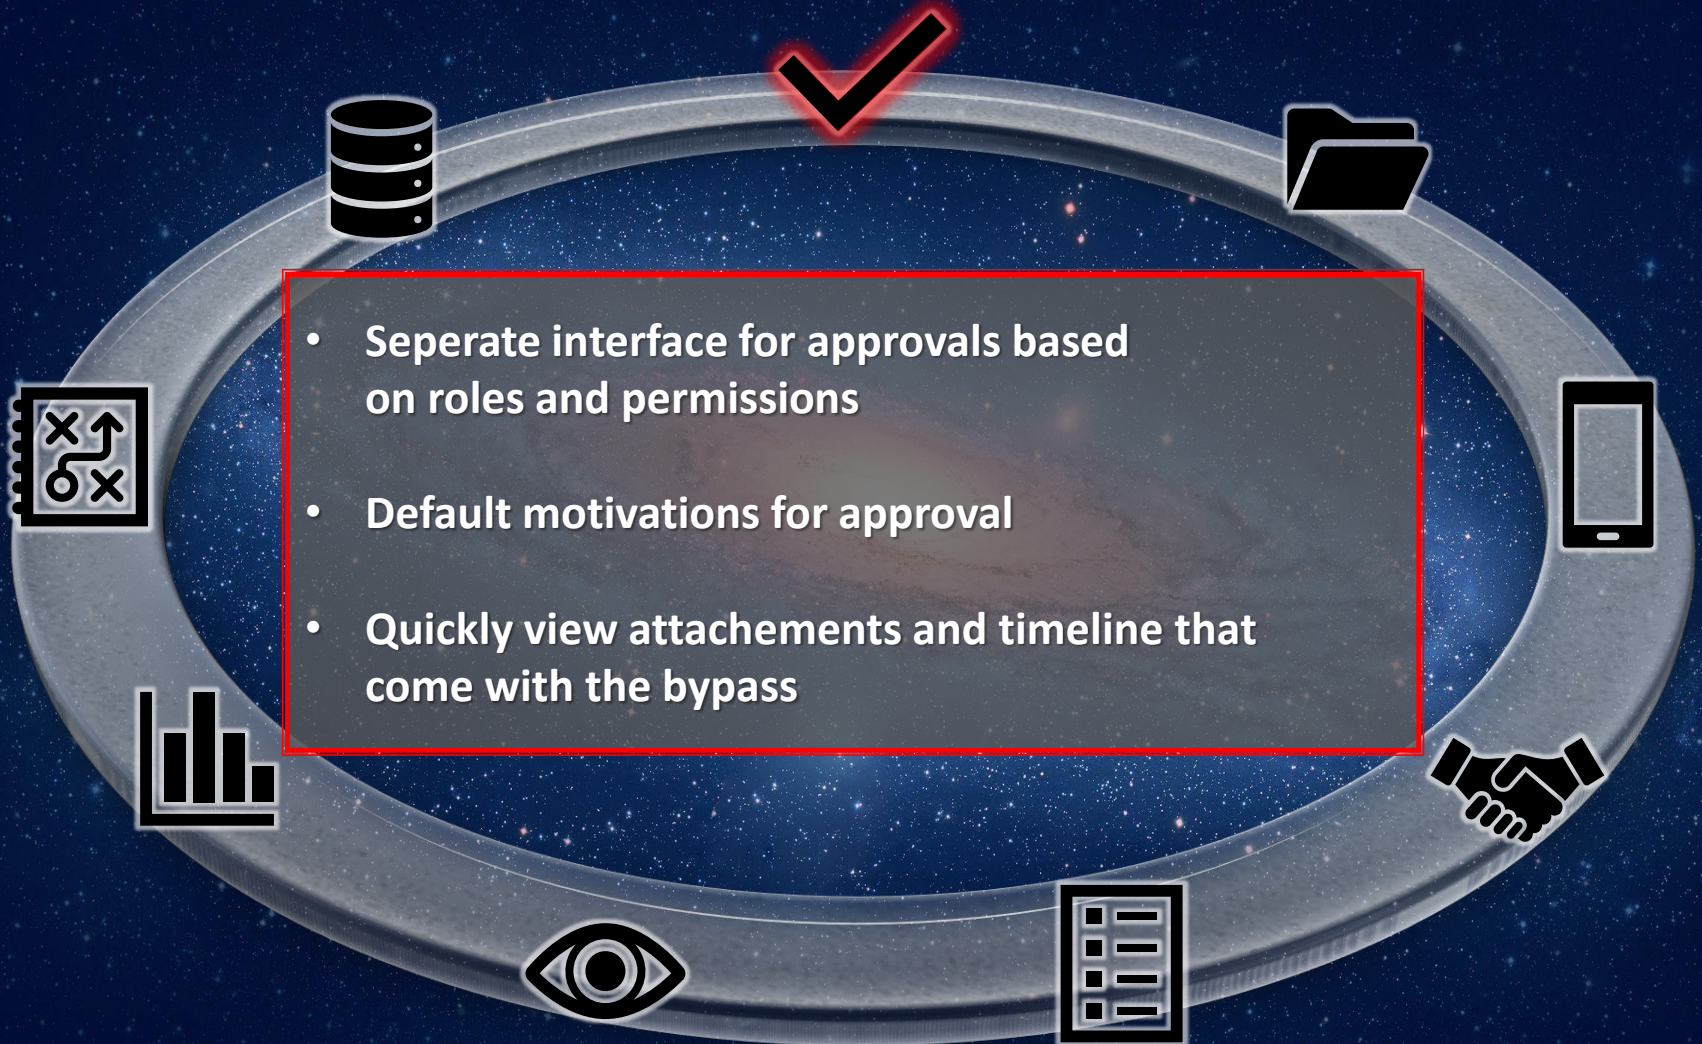 • Seperate interface for approvals based
on roles and permissions
• Default motivations for approval
• Quickly view attachements and timeline that
come with the bypass